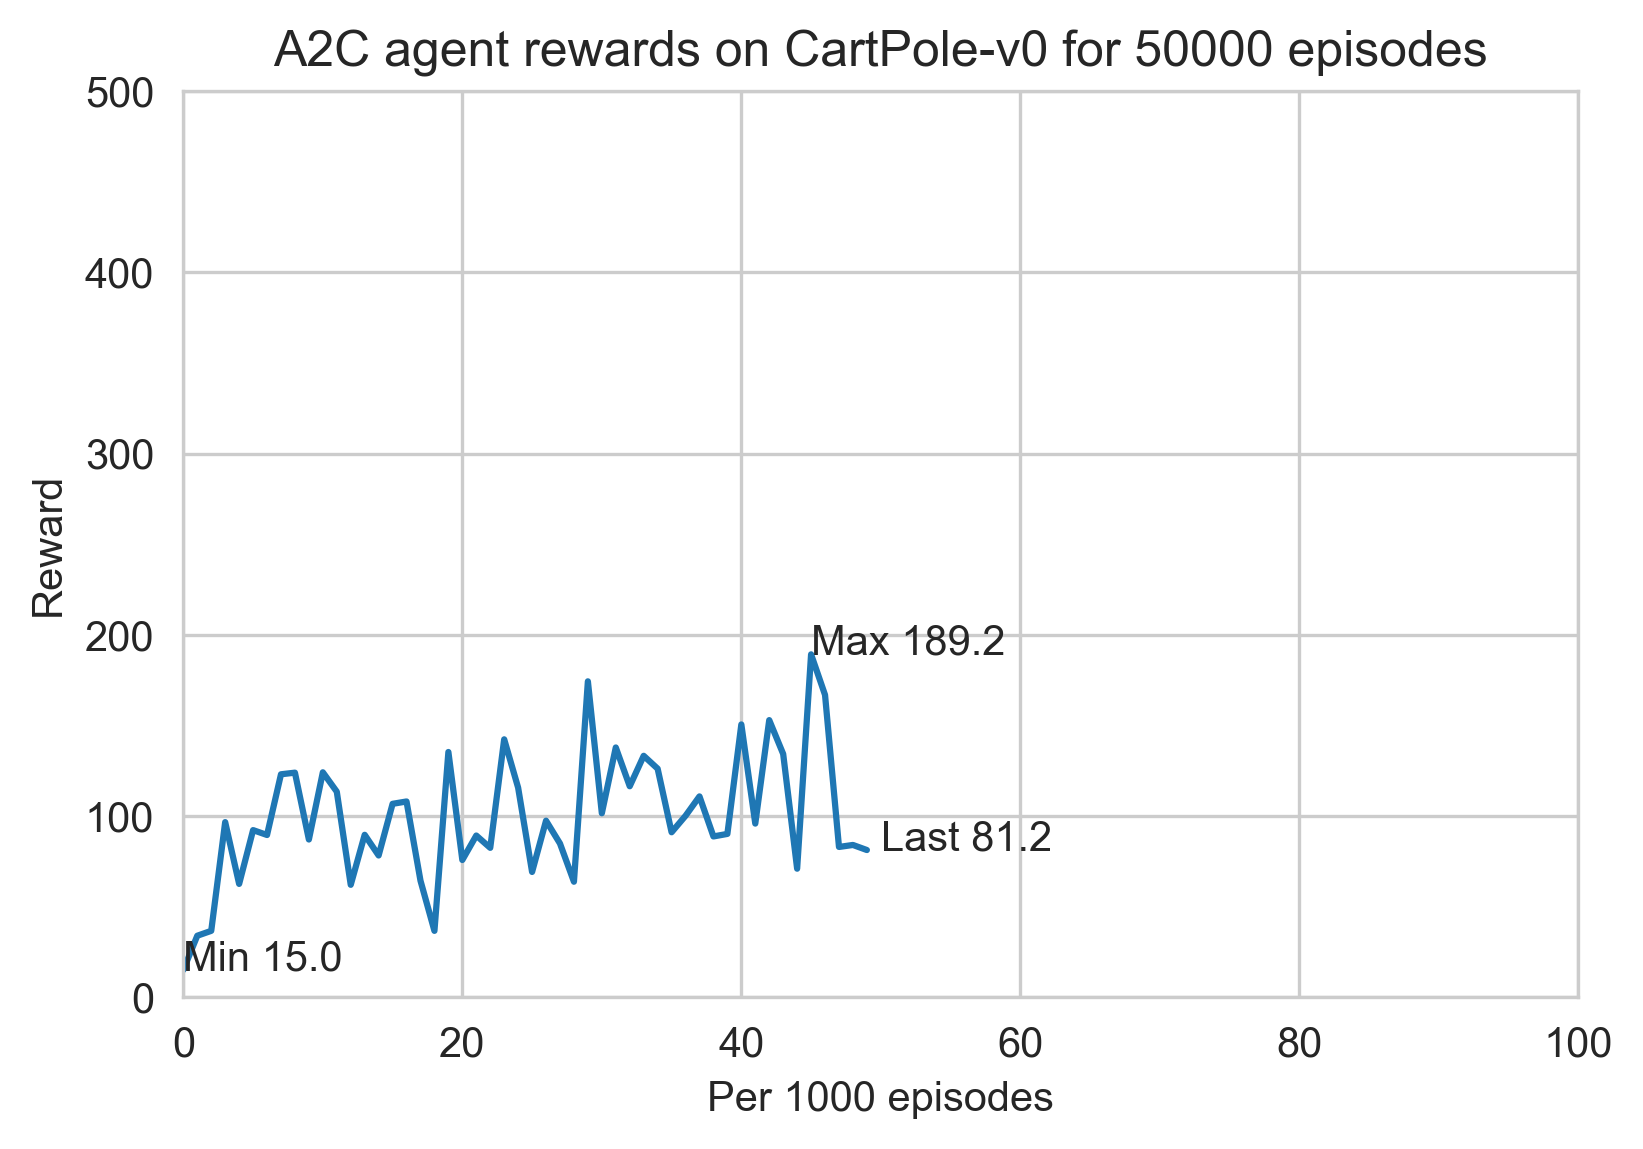 A2C agent rewards on CartPole-v0 for 50000 episodes
500
400
300
200
100
0
Reward
Max 189.2
Last 81.2
Min 15.0
0 20 40 60 80 100
Per 1000 episodes